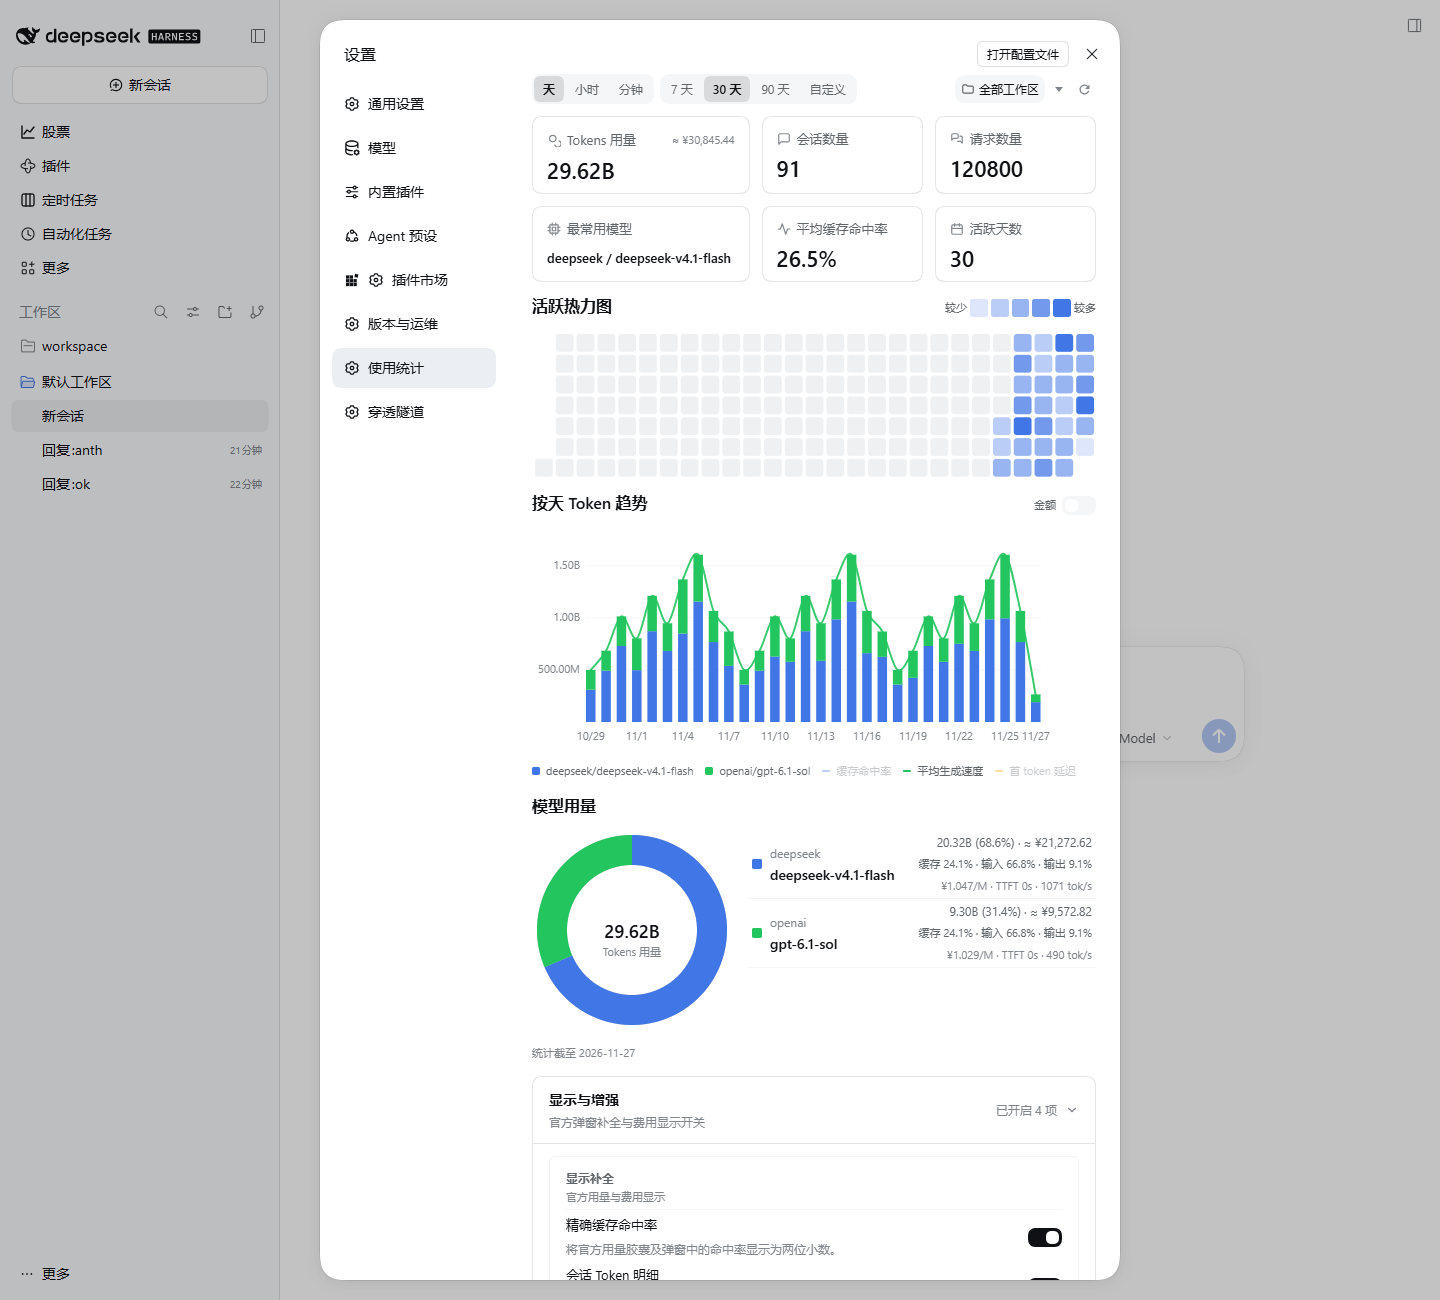 deepseek HARNESS
新会话
股票
插件
定时任务
自动化任务
更多
工作区
workspace
默认工作区
新会话
回复:anth 21分钟
回复:ok 22分钟
更多
设置
打开配置文件
通用设置
模型
内置插件
Agent 预设
插件市场
版本与运维
使用统计
穿透隧道
天 小时 分钟 7 天 30 天 90 天 自定义 全部工作区
Tokens 用量 ≈ ¥30,845.44
29.62B
会话数量
91
请求数量
120800
最常用模型
deepseek / deepseek-v4.1-flash
平均缓存命中率
26.5%
活跃天数
30
活跃热力图 较少 较多
按天 Token 趋势 金额
1.50B
1.00B
500.00M
10/29 11/1 11/4 11/7 11/10 11/13 11/16 11/19 11/22 11/25 11/27
deepseek/deepseek-v4.1-flash openai/gpt-6.1-sol 缓存命中率 平均生成速度 首 token 延迟
模型用量
29.62B
Tokens 用量
deepseek
deepseek-v4.1-flash
20.32B (68.6%) · ≈ ¥21,272.62
缓存 24.1% · 输入 66.8% · 输出 9.1%
¥1.047/M · TTFT 0s · 1071 tok/s
openai
gpt-6.1-sol
9.30B (31.4%) · ≈ ¥9,572.82
缓存 24.1% · 输入 66.8% · 输出 9.1%
¥1.029/M · TTFT 0s · 490 tok/s
统计截至 2026-11-27
显示与增强
官方弹窗补全与费用显示开关
已开启 4 项
显示补全
官方用量与费用显示
精确缓存命中率
将官方用量胶囊及弹窗中的命中率显示为两位小数。
会话 Token 明细
Model